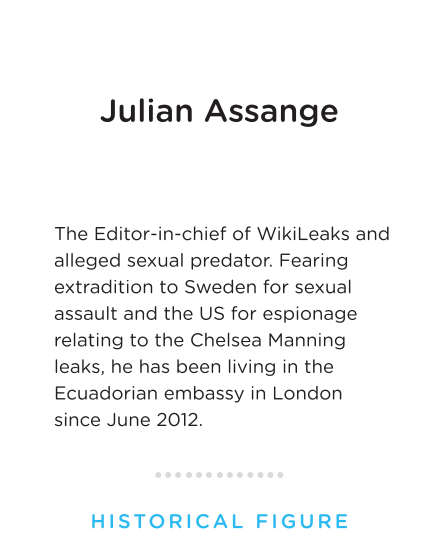 Julian Assange
The Editor-in-chief of WikiLeaks and
alleged sexual predator. Fearing
extradition to Sweden for sexual
assault and the US for espionage
relating to the Chelsea Manning
leaks, he has been living in the
Ecuadorian embassy in London
since June 2012.
HISTORICAL FIGURE